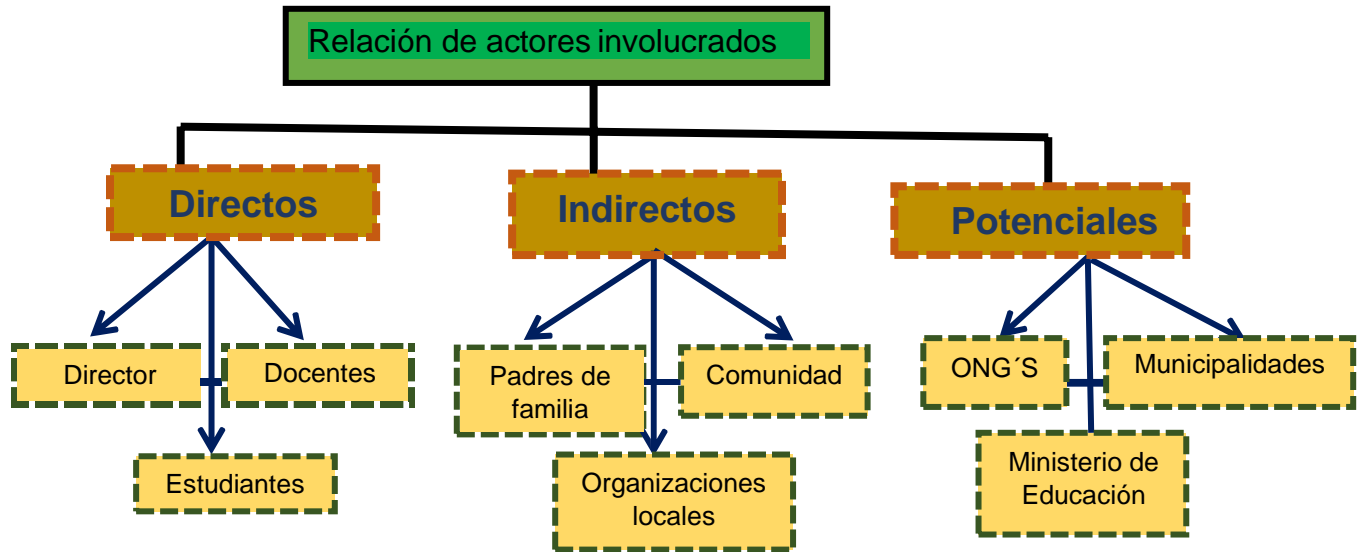 Relación de actores involucrados
Directos
Indirectos
Potenciales
Director
Docentes
Estudiantes
Padres de
familia
Comunidad
Organizaciones
locales
ONG´S
Municipalidades
Ministerio de
Educación